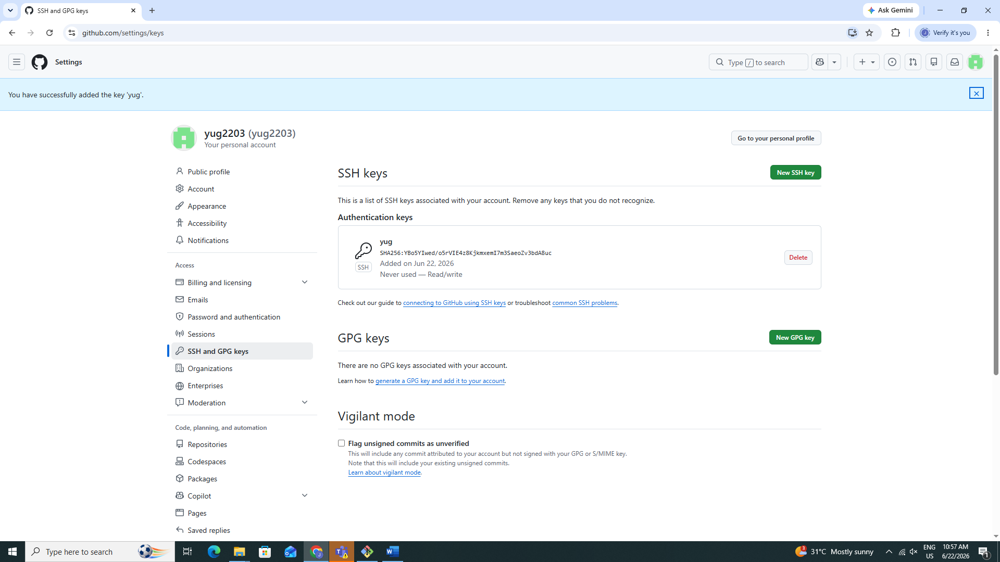 SSH and GPG keys
Ask Gemini
github.com/settings/keys
J
Verify it's you
Settings
Type / to search
You have successfully added the key 'yug'.
yug2203 (yug2203)
Your personal account
Go to your personal profile
Public profile
Account
Appearance
Accessibility
Notifications
Access
Billing and licensing
Emails
Password and authentication
Sessions
SSH and GPG keys
Organizations
Enterprises
Moderation
Code, planning, and automation
Repositories
Codespaces
Packages
Copilot
Pages
Saved replies
SSH keys
New SSH key
This is a list of SSH keys associated with your account. Remove any keys that you do not recognize.
Authentication keys
yug
SHA256:YBo5YIwed/o5rVIE4z8KjkmxemI7m3SaeoZv3bdA8uc
SSH
Added on Jun 22, 2026
Never used — Read/write
Delete
Check out our guide to connecting to GitHub using SSH keys or troubleshoot common SSH problems.
GPG keys
New GPG key
There are no GPG keys associated with your account.
Learn how to generate a GPG key and add it to your account.
Vigilant mode
Flag unsigned commits as unverified
This will include any commit attributed to your account but not signed with your GPG or S/MIME key.
Note that this will include your existing unsigned commits.
Learn about vigilant mode.
Type here to search
3
31°C Mostly sunny
ENG
US
10:57 AM
6/22/2026
1